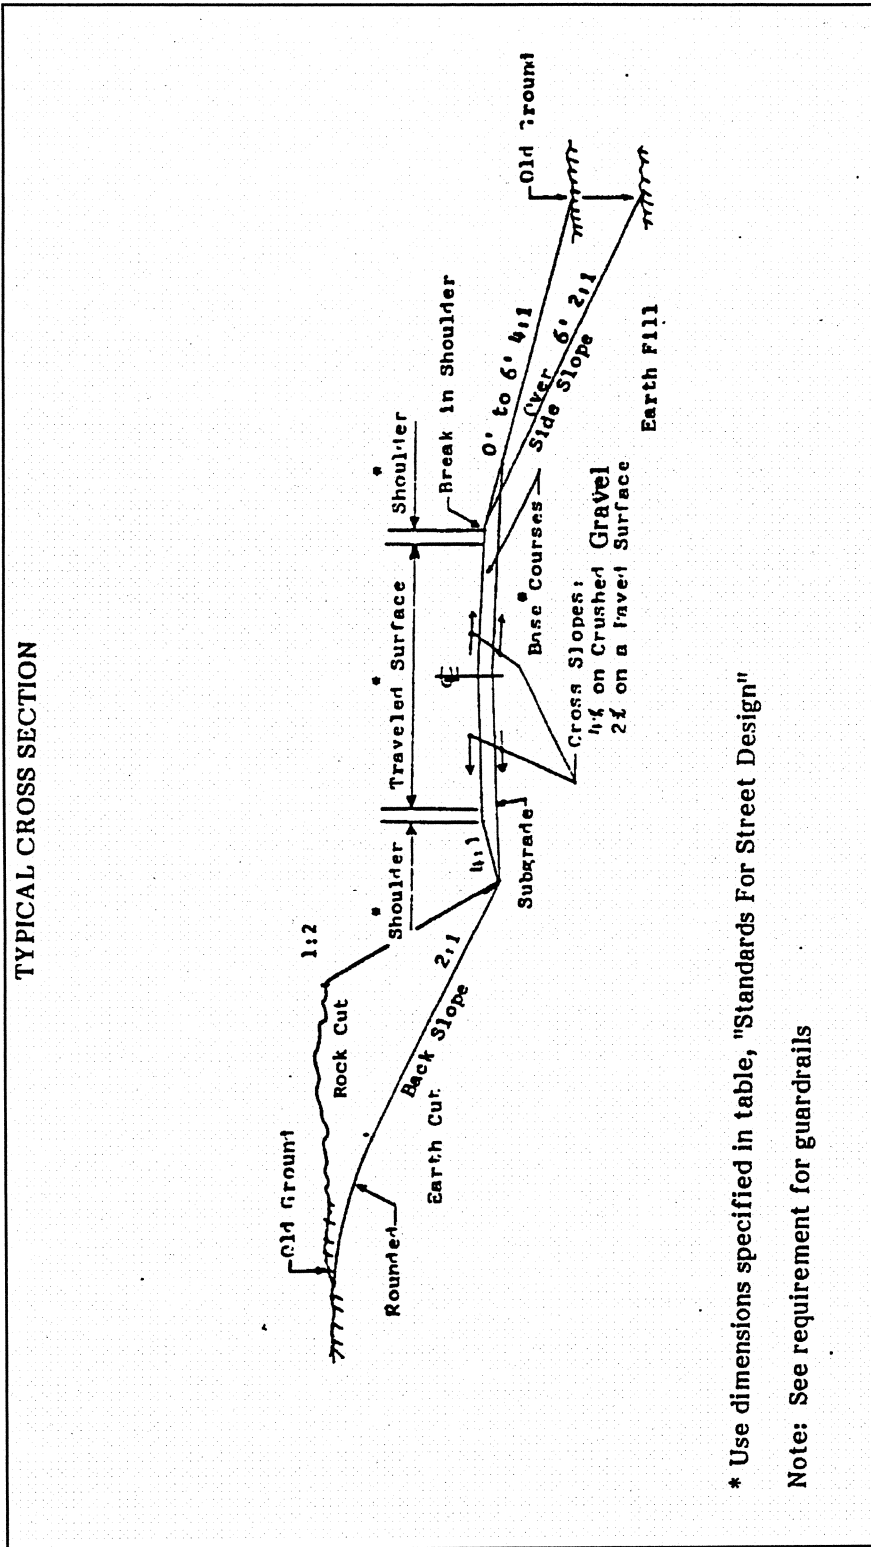 TYPICAL CROSS SECTION
Old Ground
Rock Cut
1:2
Rounded
Earth Cut
Back Slope
2:1
Shoulder *
Traveled Surface *
Shoulder *
4:1
Subgrade
℄
Break in Shoulder
Base * Courses
Cross Slopes:
4% on Crushed Gravel
2% on a Paved Surface
0' to 6' 4:1
Over 6' 2:1
Side Slope
Earth Fill
Old Ground
* Use dimensions specified in table, "Standards For Street Design"
Note: See requirement for guardrails